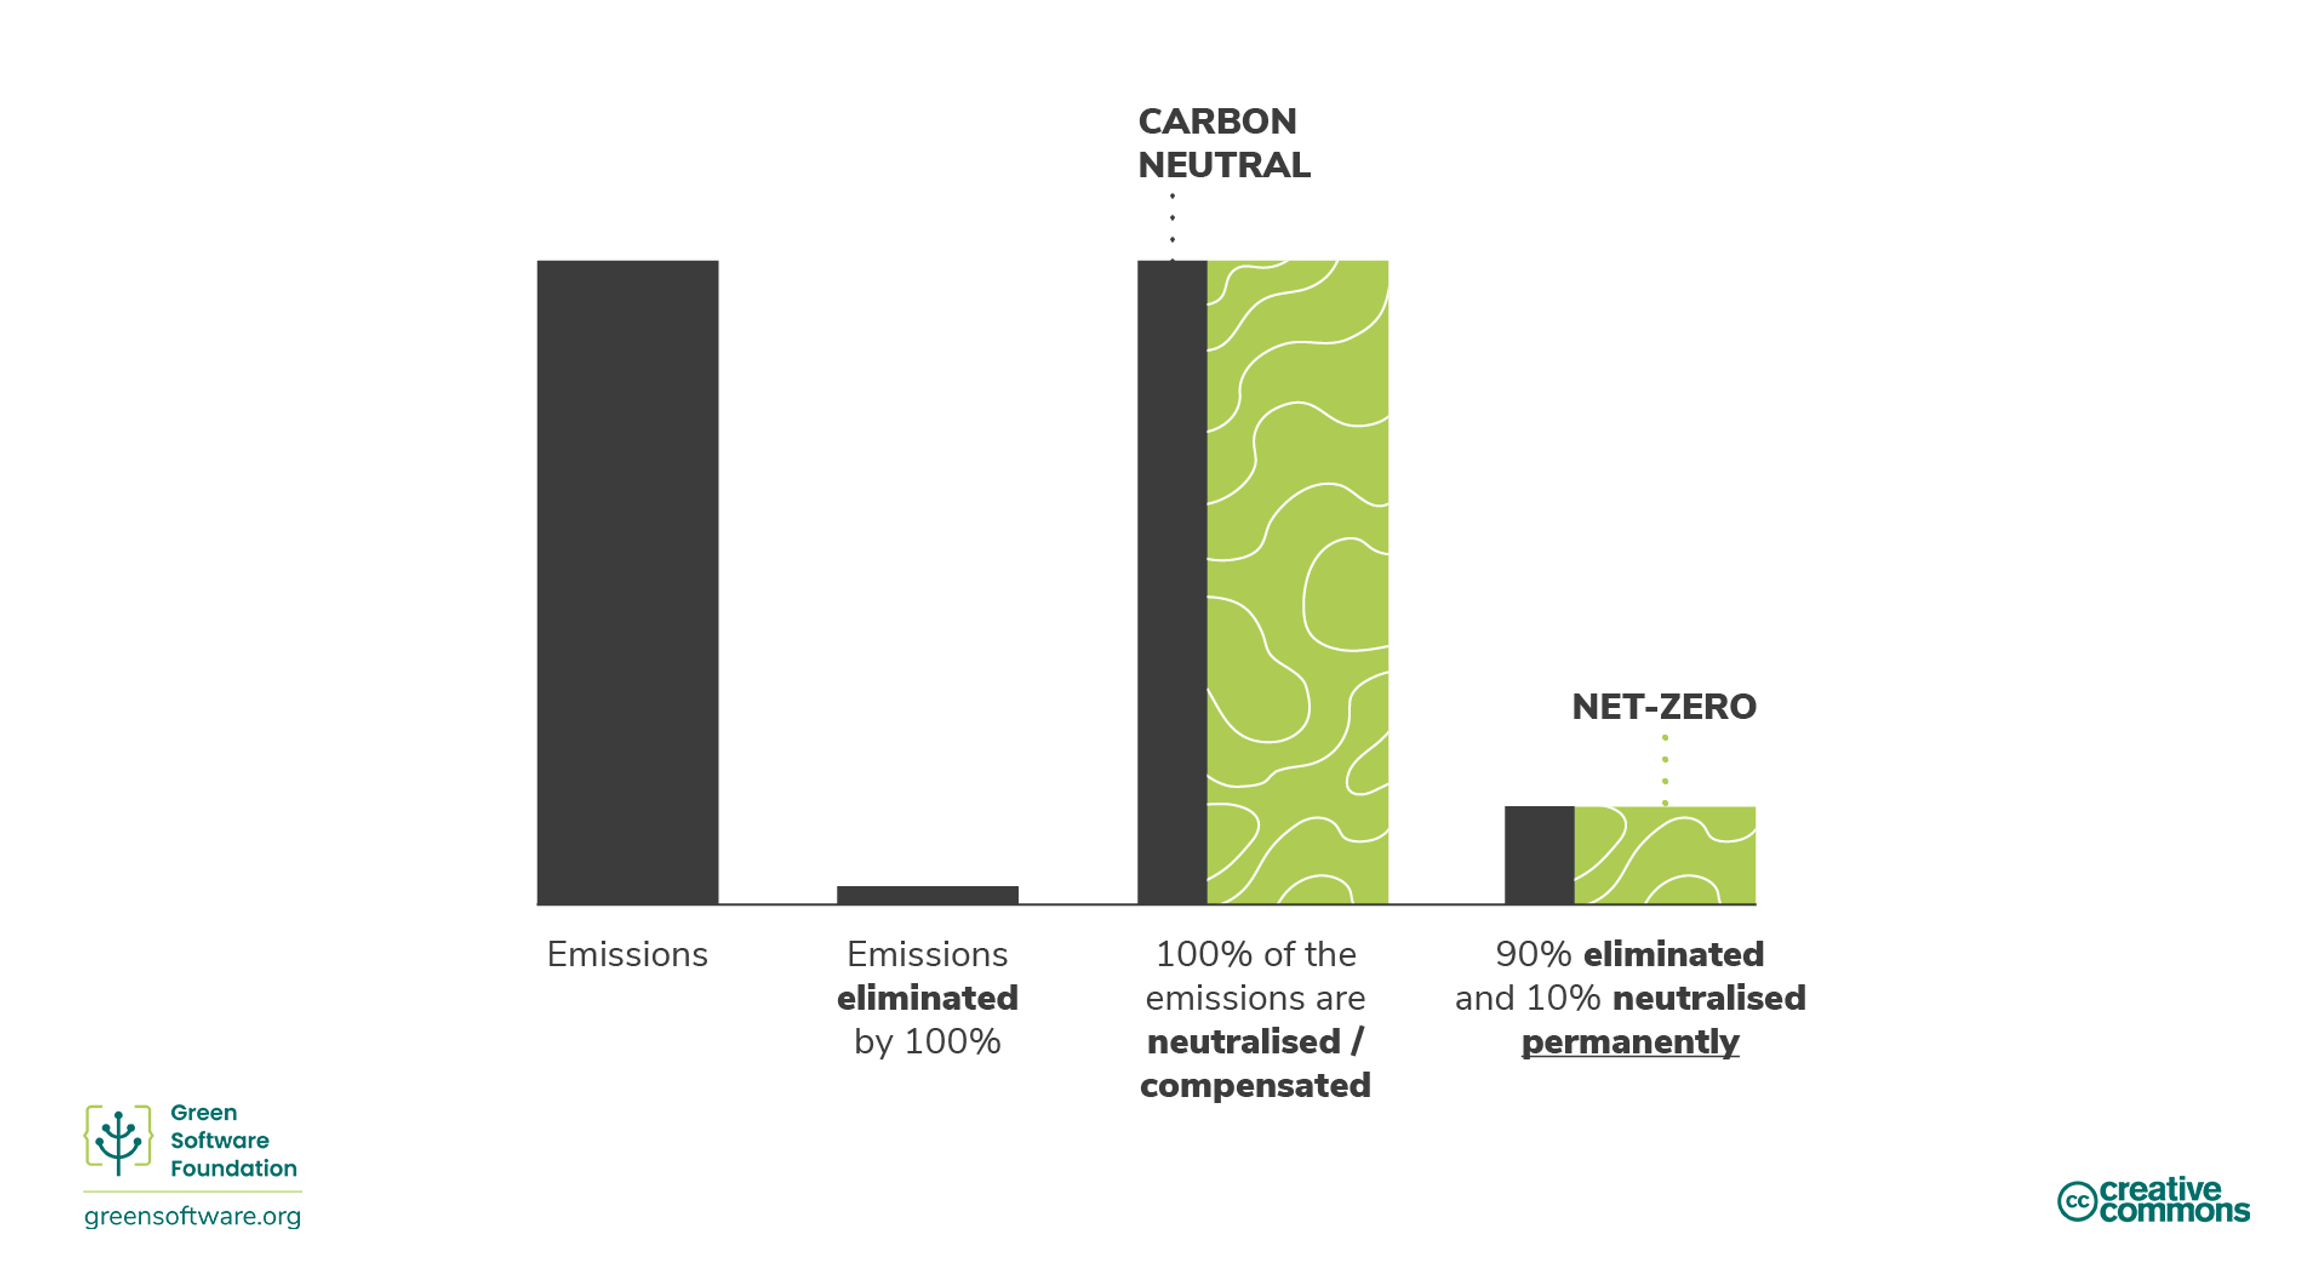 CARBON
NEUTRAL
NET-ZERO
Emissions
Emissions
eliminated
by 100%
100% of the
emissions are
neutralised /
compensated
90% eliminated
and 10% neutralised
permanently
Green
Software
Foundation
greensoftware.org
cc creative
commons